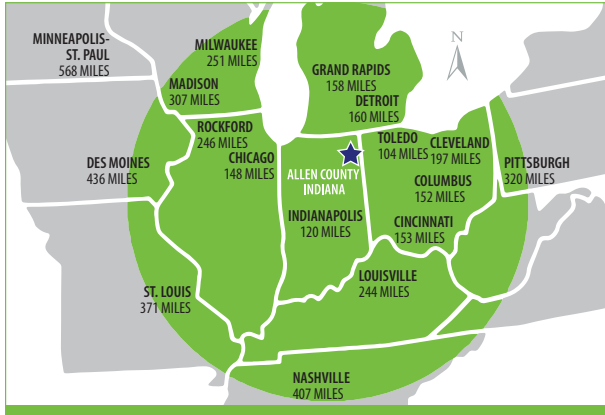 MINNEAPOLIS-
ST. PAUL
568 MILES
MILWAUKEE
251 MILES
N
MADISON
307 MILES
GRAND RAPIDS
158 MILES
DETROIT
160 MILES
ROCKFORD
246 MILES
CHICAGO
148 MILES
TOLEDO
104 MILES
CLEVELAND
197 MILES
DES MOINES
436 MILES
PITTSBURGH
320 MILES
ALLEN COUNTY
INDIANA
COLUMBUS
152 MILES
INDIANAPOLIS
120 MILES
CINCINNATI
153 MILES
ST. LOUIS
371 MILES
LOUISVILLE
244 MILES
NASHVILLE
407 MILES